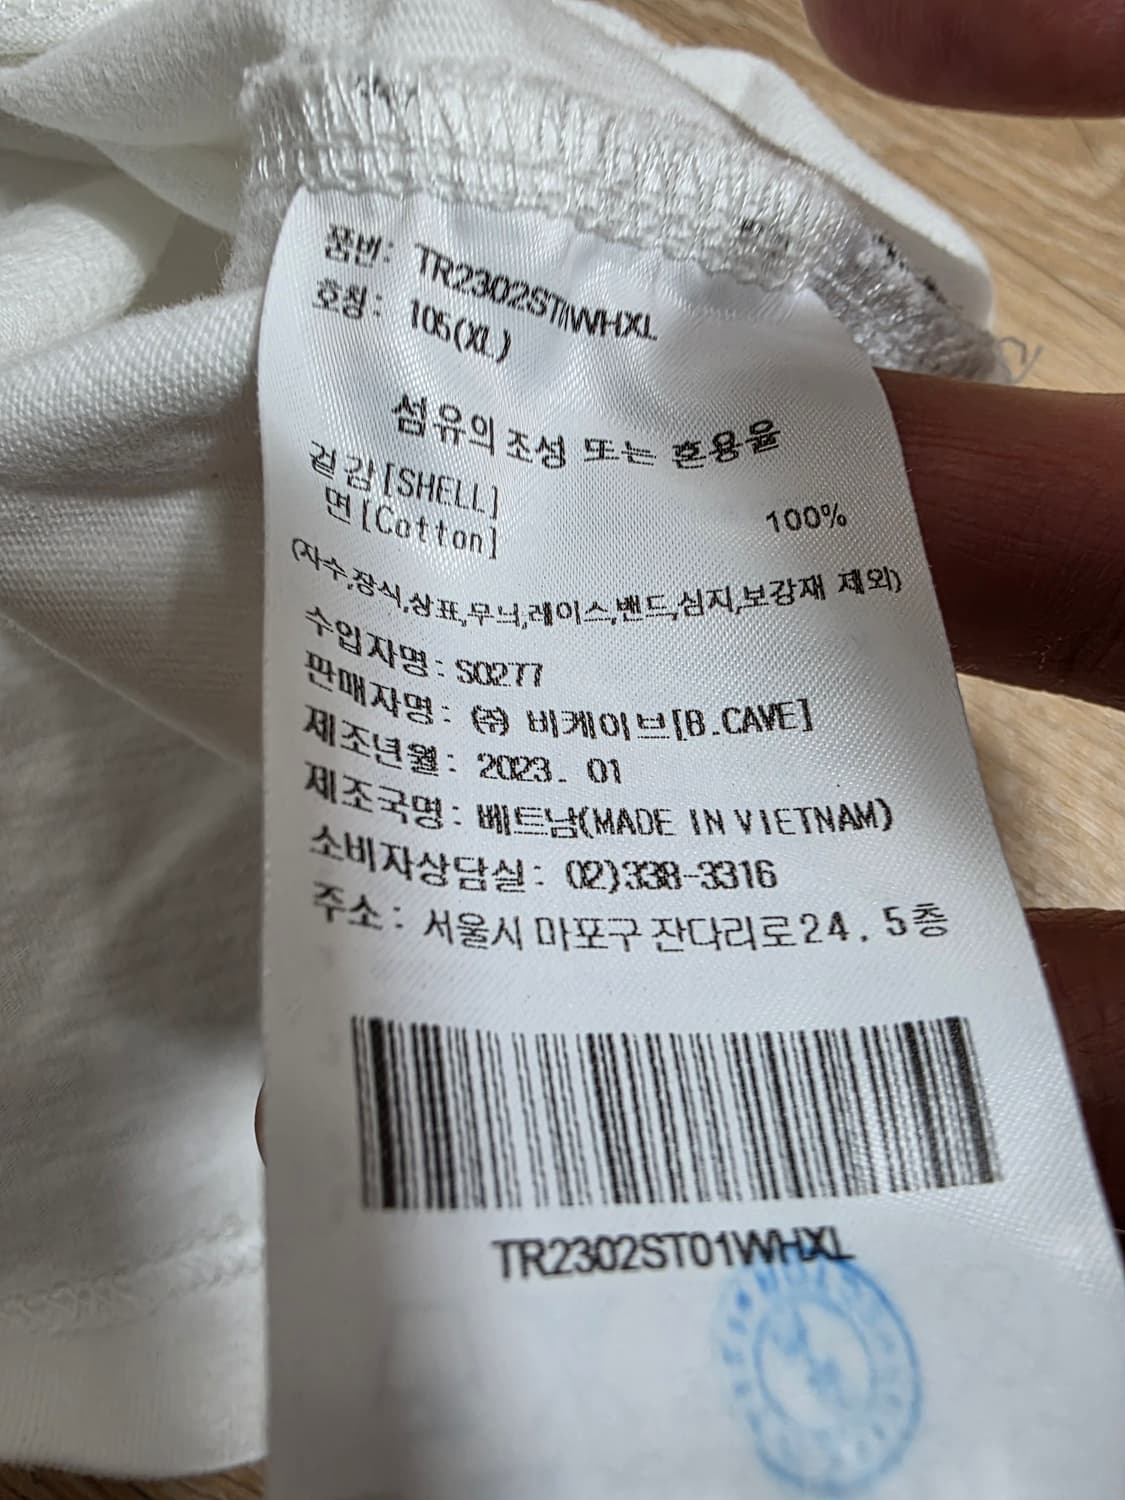 품번: TR2302ST01WHXL
호칭: 105(XL)
섬유의 조성 또는 혼용율
겉감[SHELL]
면[Cotton] 100%
(자수,장식,상표,무늬,레이스,밴드,심지,보강재 제외)
수입자명: SO277
판매자명: ㈜ 비케이브[B.CAVE]
제조년월: 2023. 01
제조국명: 베트남(MADE IN VIETNAM)
소비자상담실: 02)338-3316
주소: 서울시 마포구 잔다리로24, 5층
TR2302ST01WHXL